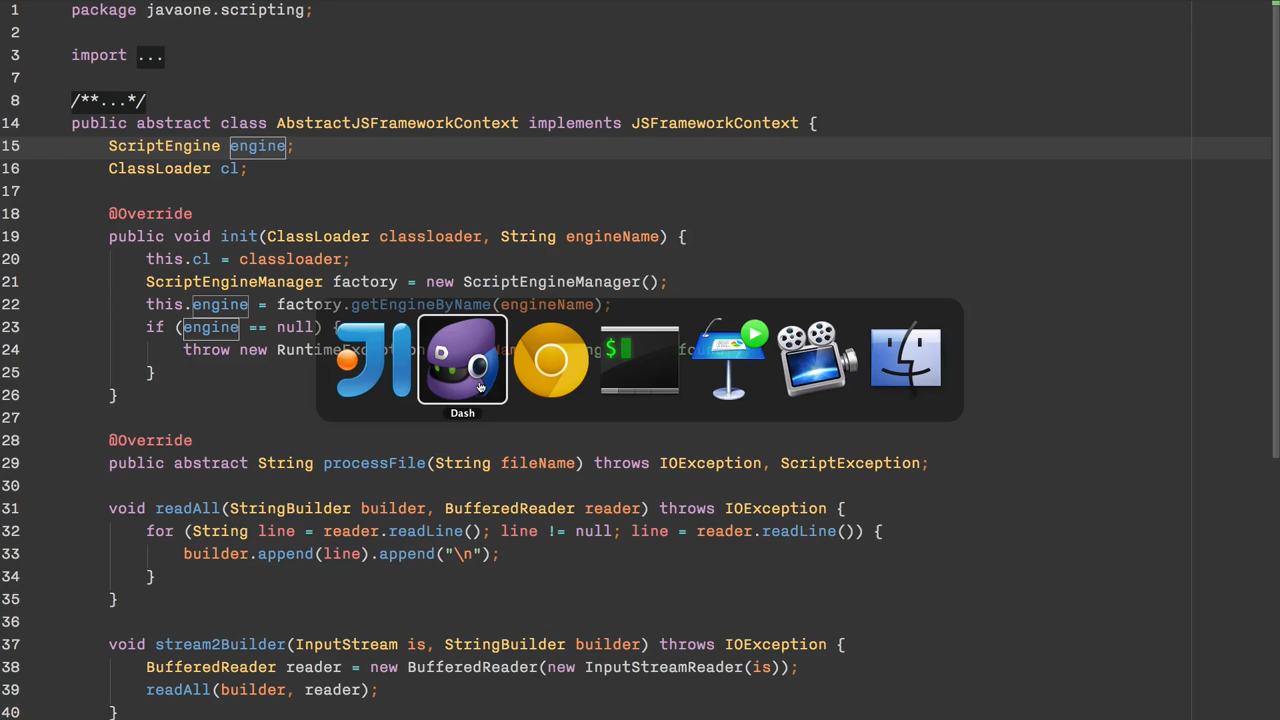 1 package javaone.scripting;
2
3 import ...
7
8 /**...*/
14 public abstract class AbstractJSFrameworkContext implements JSFrameworkContext {
15 ScriptEngine engine;
16 ClassLoader cl;
17
18 @Override
19 public void init(ClassLoader classloader, String engineName) {
20 this.cl = classloader;
21 ScriptEngineManager factory = new ScriptEngineManager();
22 this.engine = factory.getEngineByName(engineName);
23 if (engine == null) {
24 throw new RuntimeException
25 }
26 }
27
28 @Override
29 public abstract String processFile(String fileName) throws IOException, ScriptException;
30
31 void readAll(StringBuilder builder, BufferedReader reader) throws IOException {
32 for (String line = reader.readLine(); line != null; line = reader.readLine()) {
33 builder.append(line).append("\n");
34 }
35 }
36
37 void stream2Builder(InputStream is, StringBuilder builder) throws IOException {
38 BufferedReader reader = new BufferedReader(new InputStreamReader(is));
39 readAll(builder, reader);
40 }
$
Dash